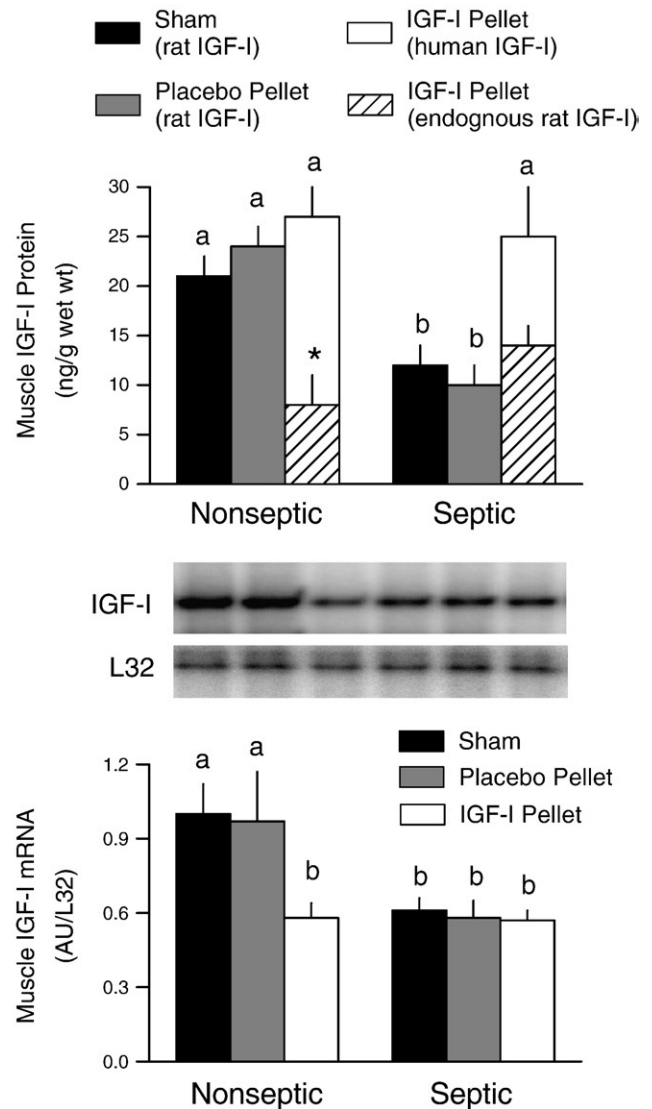 Sham
(rat IGF-I)
IGF-I Pellet
(human IGF-I)
Placebo Pellet
(rat IGF-I)
IGF-I Pellet
(endognous rat IGF-I)
Muscle IGF-I Protein
(ng/g wet wt)
30
25
20
15
10
5
0
a
a
a
*
b
b
a
Nonseptic
Septic
IGF-I
L32
Sham
Placebo Pellet
IGF-I Pellet
Muscle IGF-I mRNA
(AU/L32)
1.2
0.9
0.6
0.3
0.0
a
a
b
b
b
b
Nonseptic
Septic